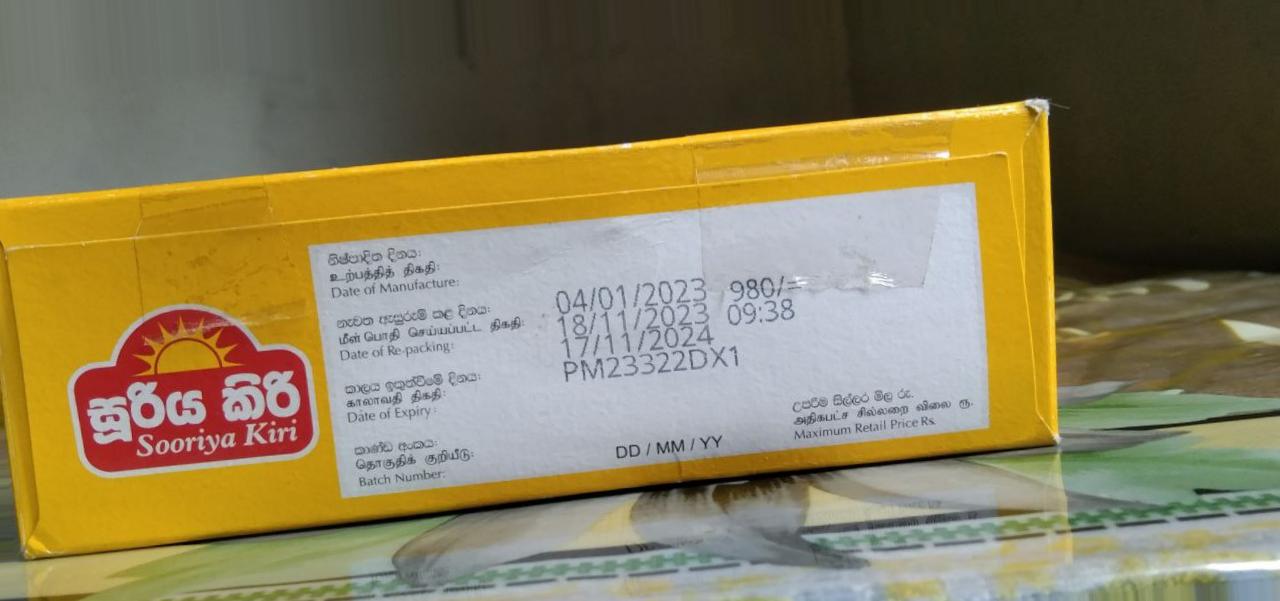 සූරිය කිරි
Sooriya Kiri
නිෂ්පාදිත දිනය:
உற்பத்தித் திகதி:
Date of Manufacture:
නැවත ඇසුරුම් කළ දිනය:
மீள் பொதி செய்யப்பட்ட திகதி:
Date of Re-packing:
කාලය ඉකුත්වීමේ දිනය:
காலாவதி திகதி:
Date of Expiry:
කාණ්ඩ අංකය:
தொகுதிக் குறியீடு:
Batch Number:
04/01/2023 980/=
18/11/2023 09:38
17/11/2024
PM23322DX1
DD / MM / YY
උපරිම සිල්ලර මිල රු.
அதிகபட்ச சில்லறை விலை ரூ.
Maximum Retail Price Rs.